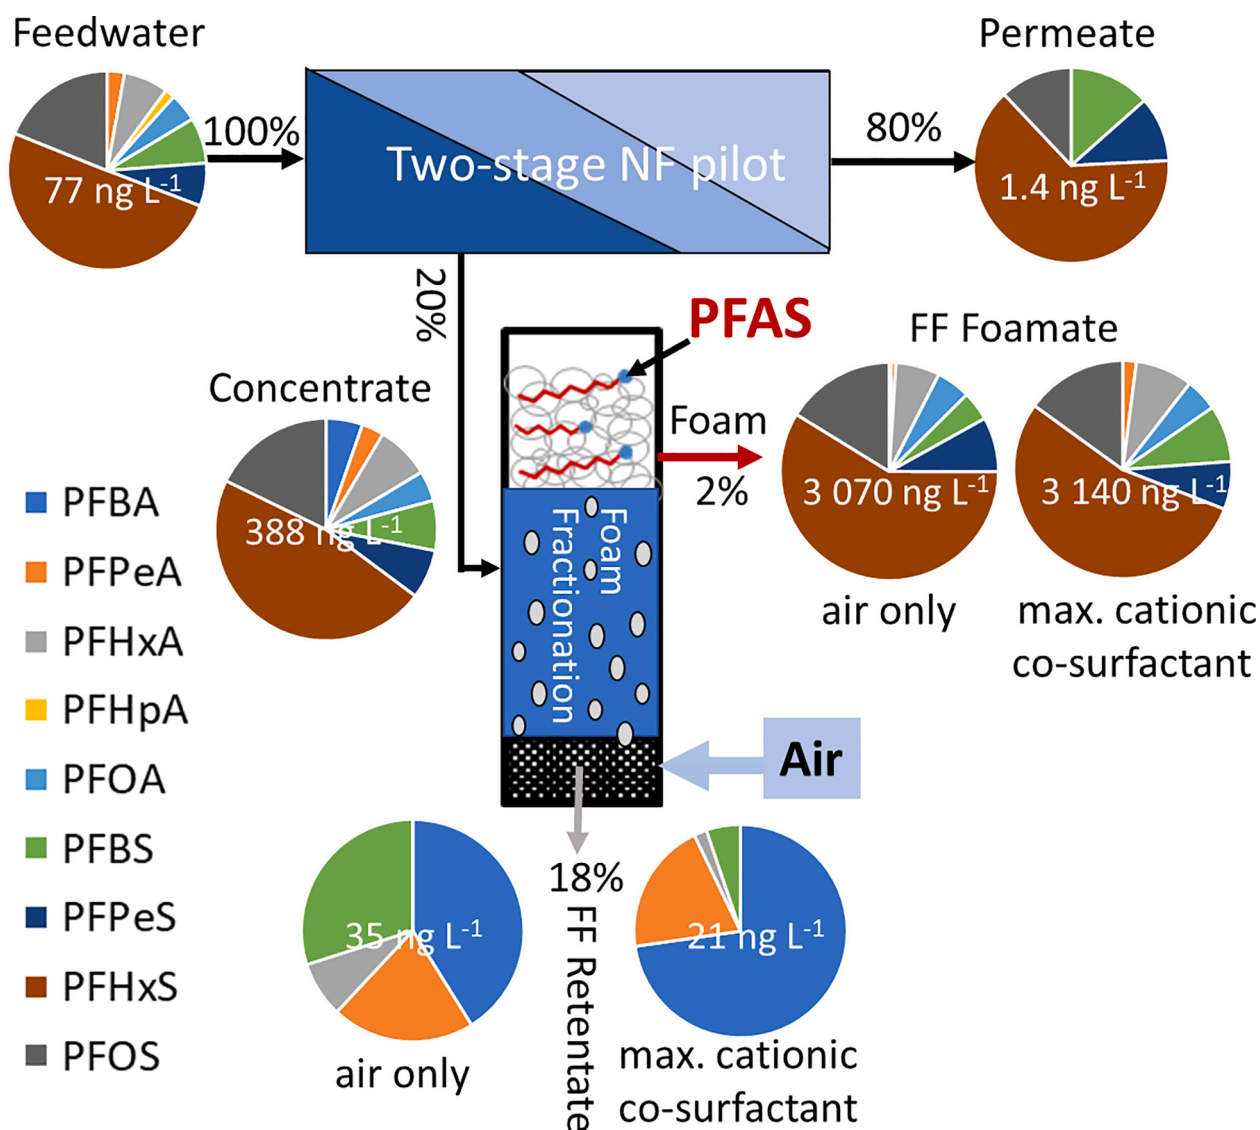 Feedwater
77 ng L⁻¹
100%
Two-stage NF pilot
80%
Permeate
1.4 ng L⁻¹
20%
PFAS
Foam
2%
FF Foamate
3 070 ng L⁻¹
3 140 ng L⁻¹
air only
max. cationic
co-surfactant
Concentrate
388 ng L⁻¹
Foam
Fractionation
Air
PFBA
PFPeA
PFHxA
PFHpA
PFOA
PFBS
PFPeS
PFHxS
PFOS
18%
FF Retentate
35 ng L⁻¹
air only
21 ng L⁻¹
max. cationic
co-surfactant